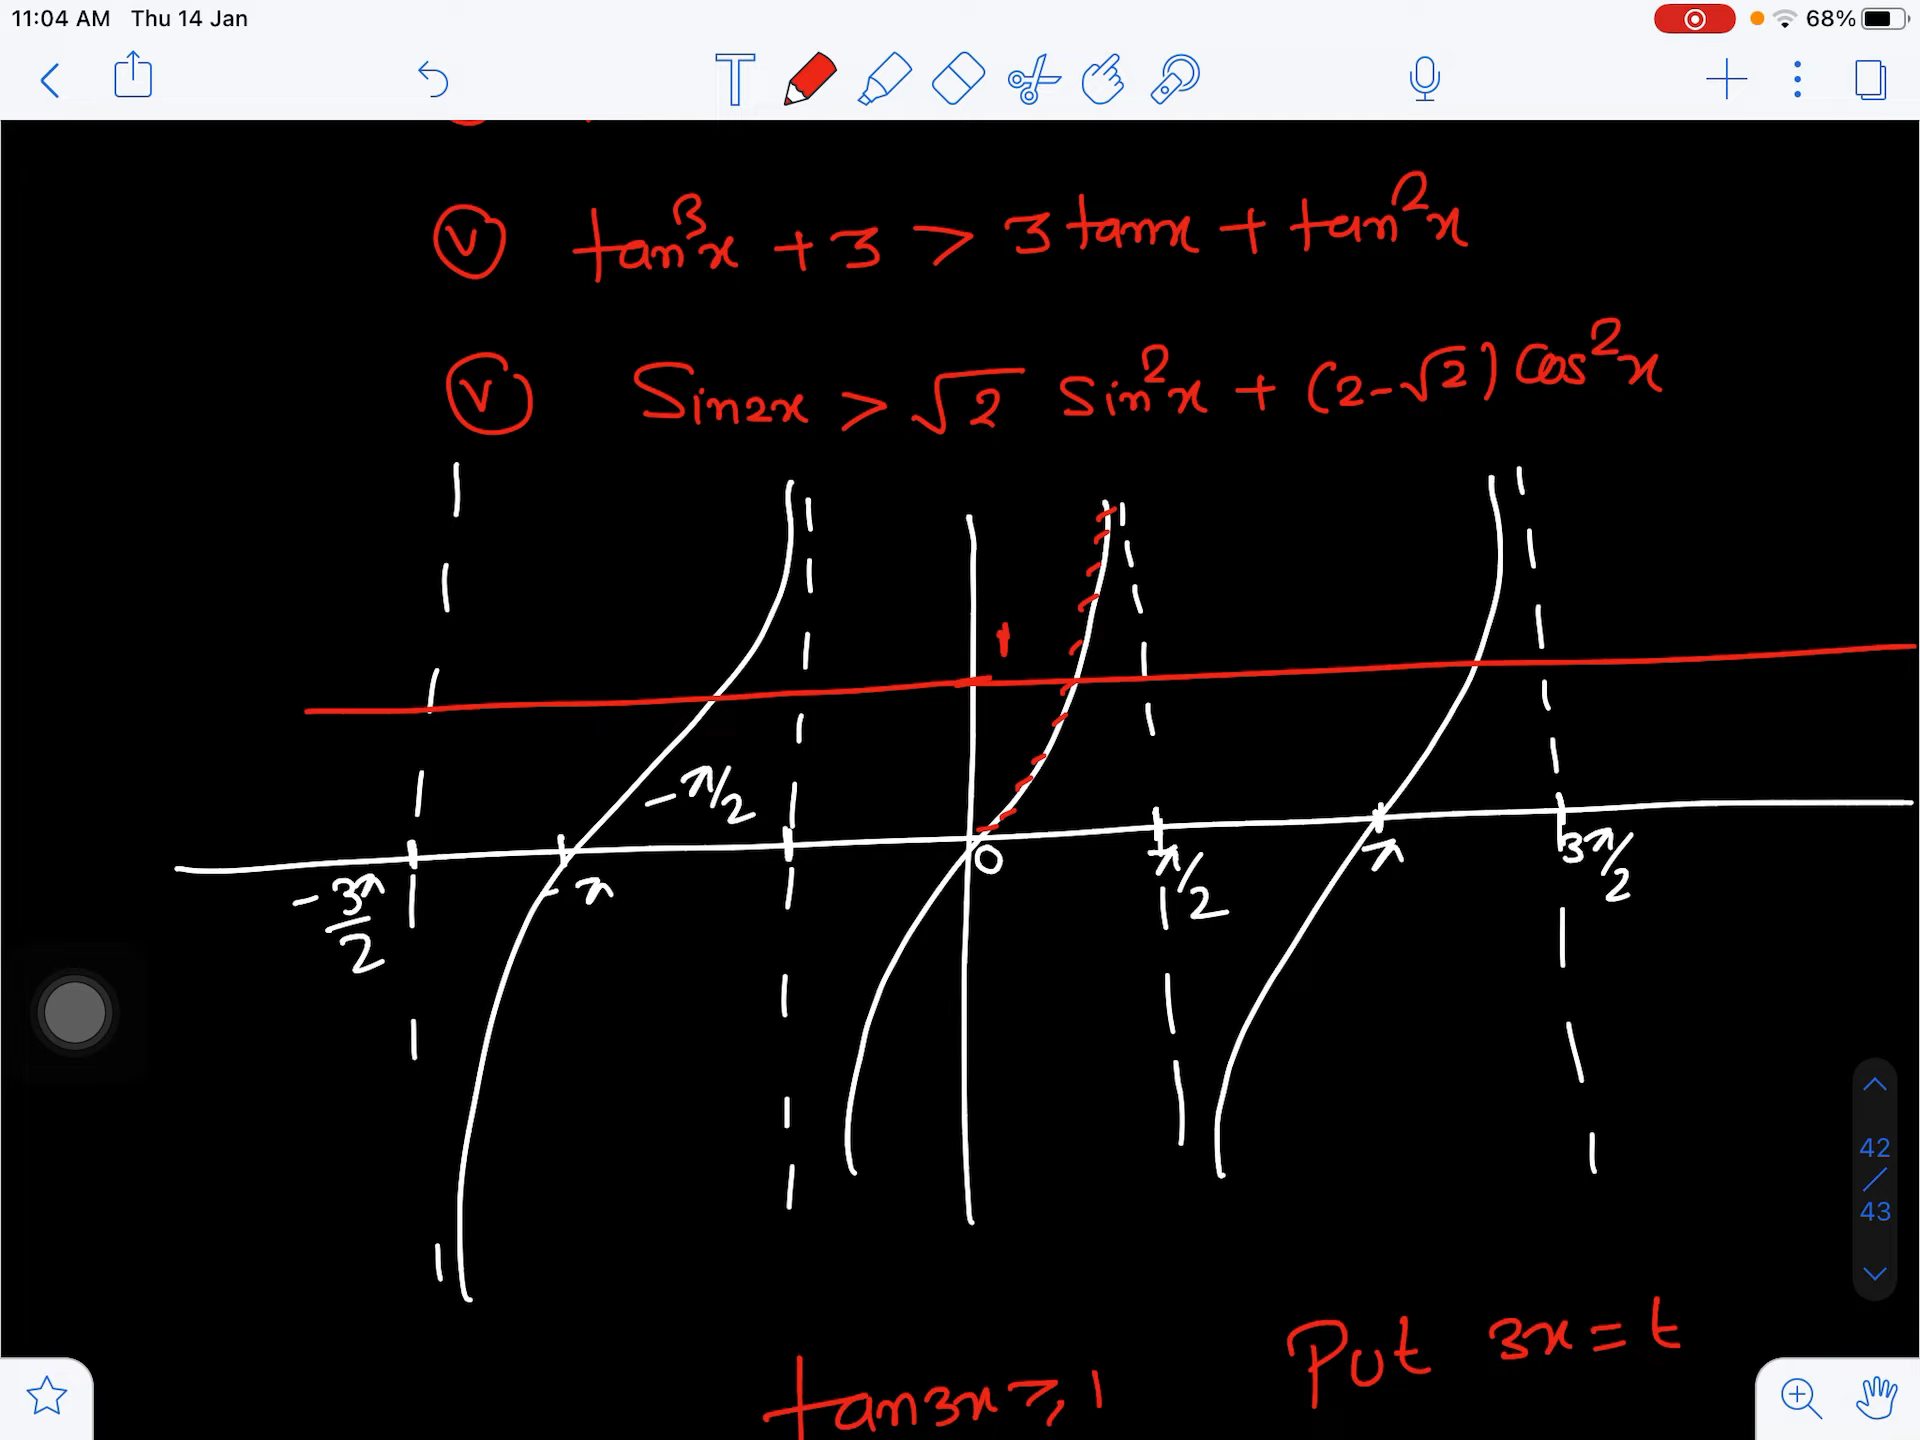 11:04 AM Thu 14 Jan
68%
T
(v) tan³x + 3 > 3 tanx + tan²x
(v) Sin2x > √2 Sin²x + (2-√2) Cos²x
1
-π/2
0
π/2
π
3π/2
-3π/2
-π
42
/
43
Put 3x = t
tan3x ⩾ 1